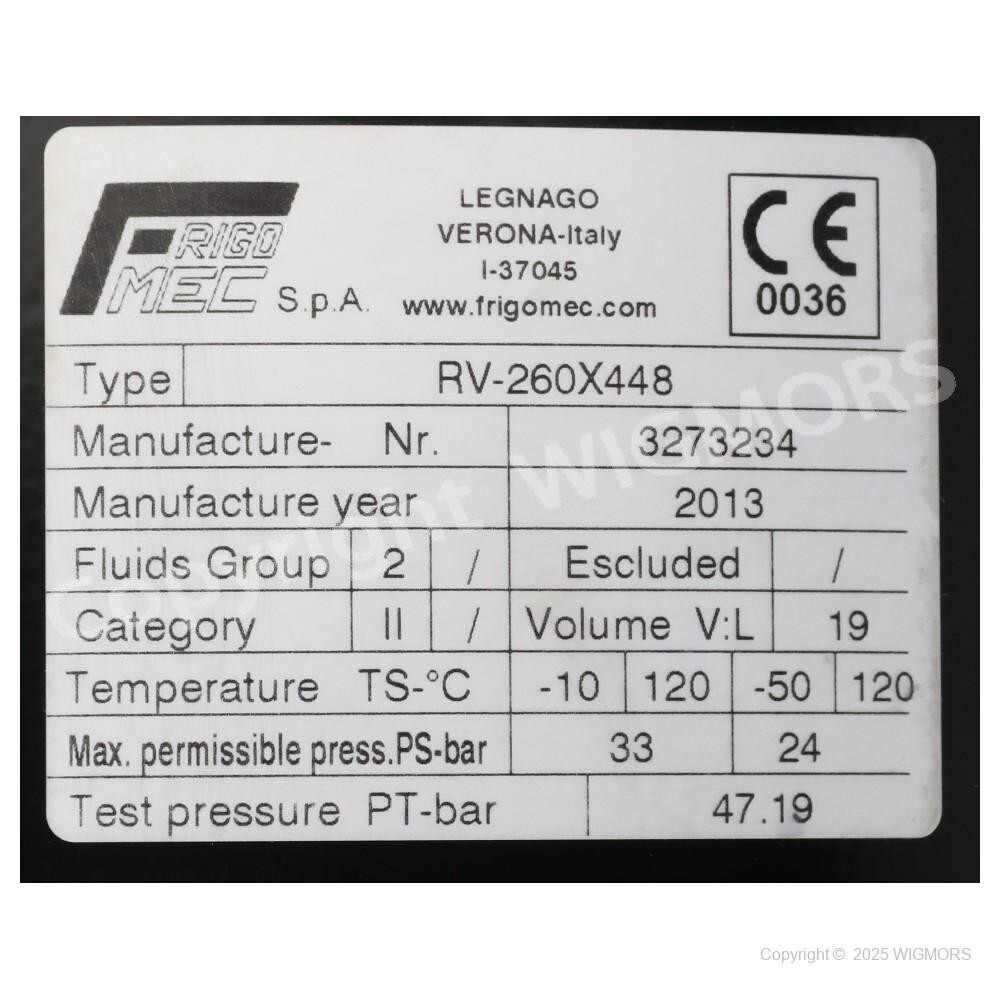 FRIGO
MEC S.p.A.
LEGNAGO
VERONA-Italy
I-37045
www.frigomec.com
CE
0036
Type RV-260X448
Manufacture- Nr. 3273234
Manufacture year 2013
Fluids Group 2 / Escluded /
Category II / Volume V:L 19
Temperature TS-°C -10 120 -50 120
Max. permissible press.PS-bar 33 24
Test pressure PT-bar 47.19
Copyright WIGMORS
Copyright © 2025 WIGMORS